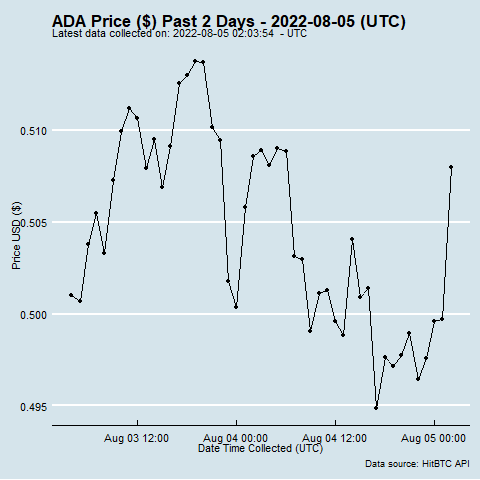 ADA Price ($) Past 2 Days - 2022-08-05 (UTC)
Latest data collected on: 2022-08-05 02:03:54 - UTC
0.510
0.505
0.500
0.495
Price USD ($)
Aug 03 12:00
Aug 04 00:00
Aug 04 12:00
Aug 05 00:00
Date Time Collected (UTC)
Data source: HitBTC API